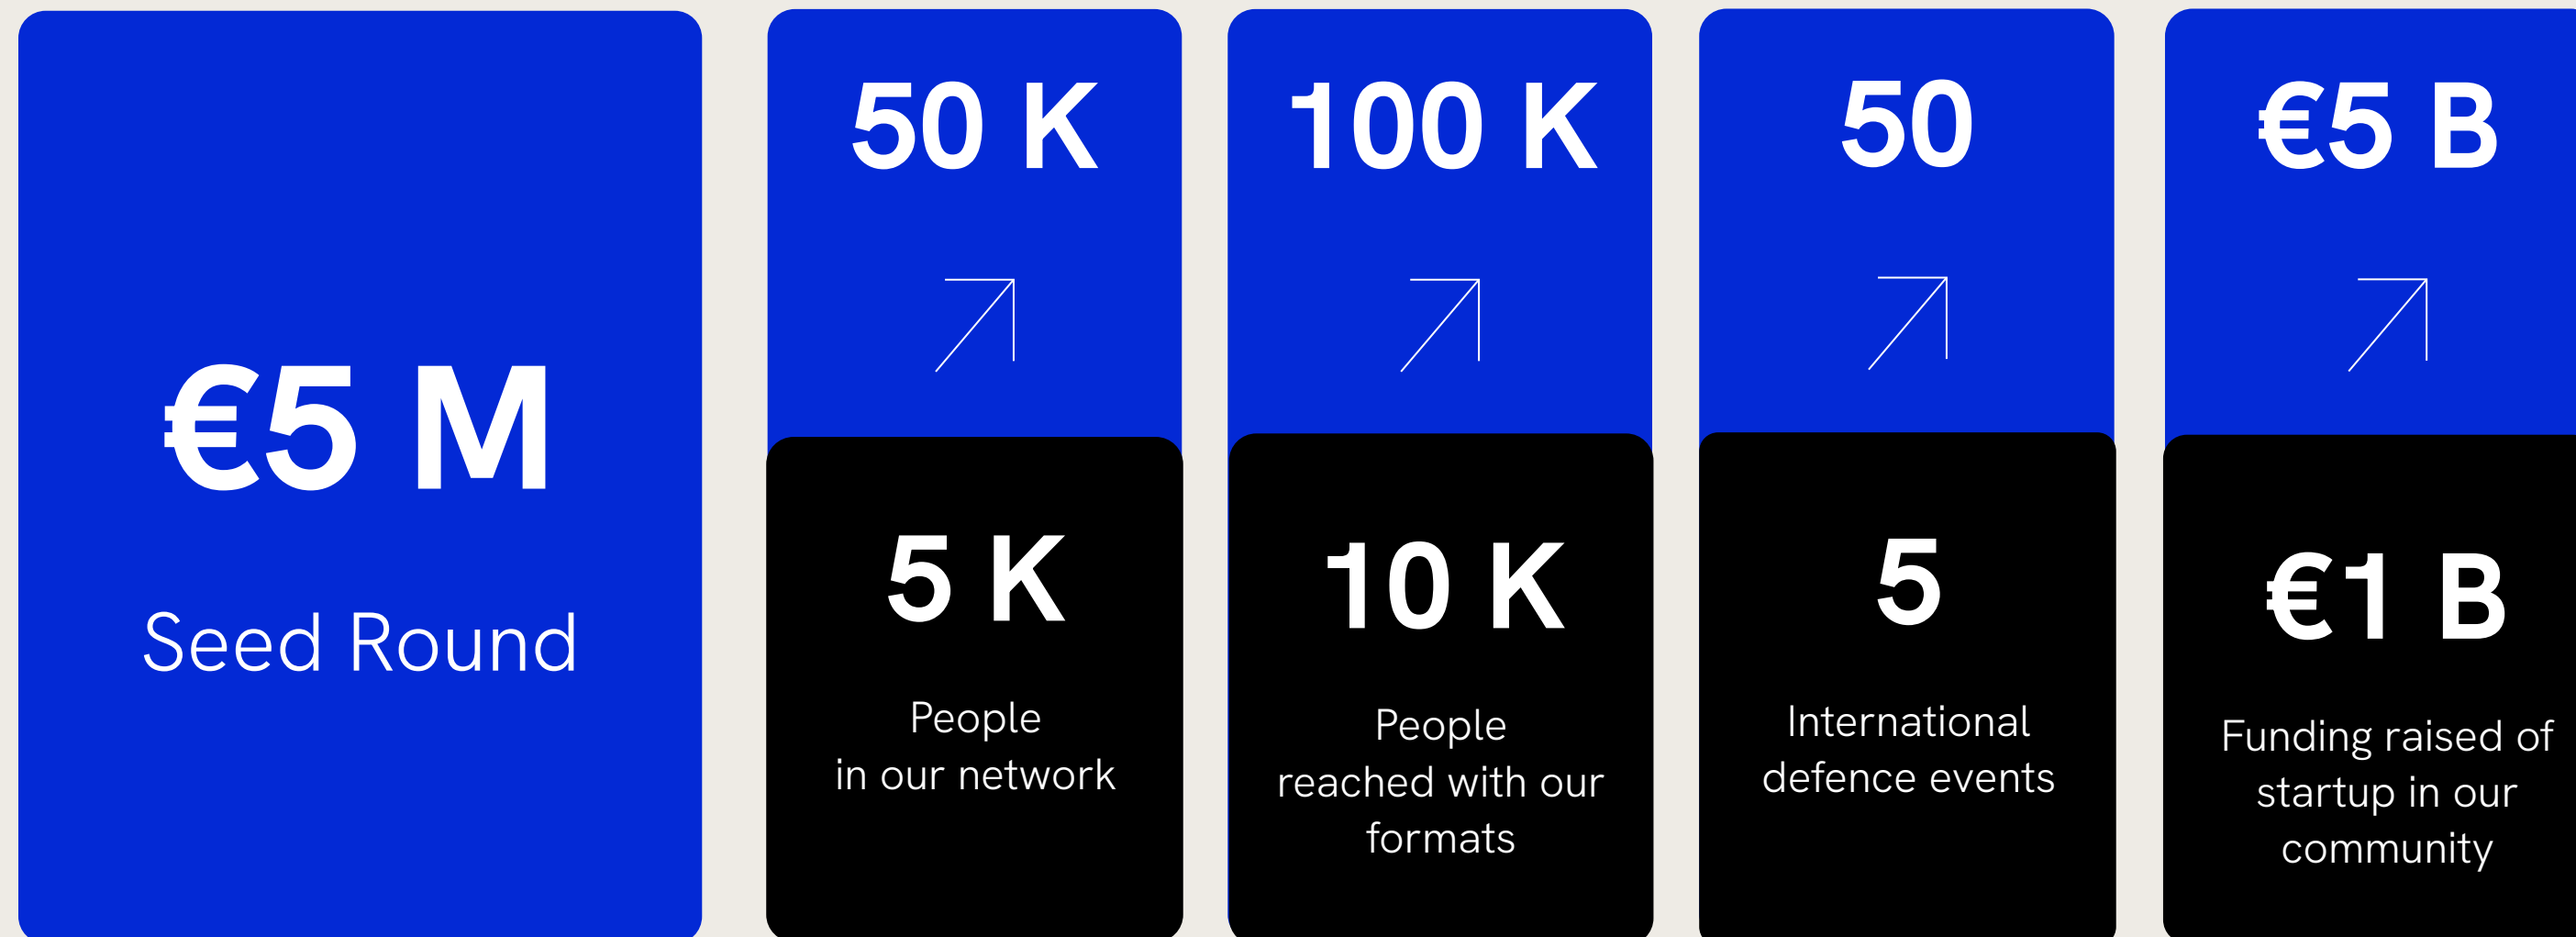 €5 M
Seed Round
50 K
5 K
People
in our network
100 K
10 K
People
reached with our
formats
50
5
International
defence events
€5 B
€1 B
Funding raised of
startup in our
community